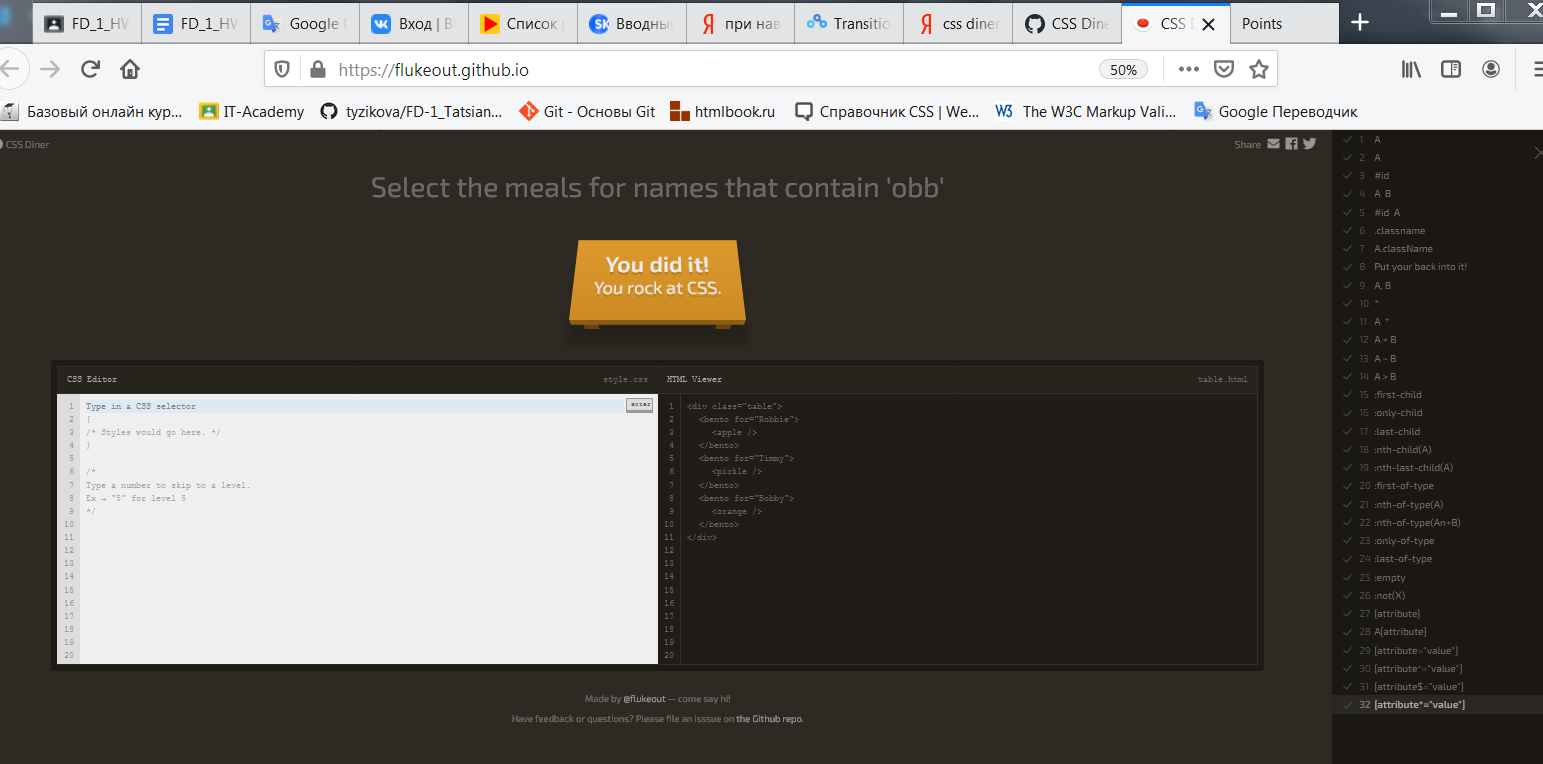 FD_1_HW
FD_1_HW
Google
Вход | В
Список
Вводны
при нав
Transitio
css diner
CSS Dine
CSS D
Points
https://flukeout.github.io
50%
Базовый онлайн кур...
IT-Academy
tyzikova/FD-1_Tatsian...
Git - Основы Git
htmlbook.ru
Справочник CSS | We...
The W3C Markup Vali...
Google Переводчик
CSS Diner
Share
Select the meals for names that contain 'obb'
You did it!
You rock at CSS.
CSS Editor
style.css
HTML Viewer
table.html
1 Type in a CSS selector
enter
2 {
3 /* Styles would go here. */
4 }
5
6 /*
7 Type a number to skip to a level.
8 Ex → "5" for level 5
9 */
10
11
12
13
14
15
16
17
18
19
20
1 <div class="table">
2 <bento for="Robbie">
3 <apple />
4 </bento>
5 <bento for="Timmy">
6 <pickle />
7 </bento>
8 <bento for="Bobby">
9 <orange />
10 </bento>
11 </div>
12
13
14
15
16
17
18
19
20
Made by @flukeout — come say hi!
Have feedback or questions? Please file an isssue on the Github repo.
1 A
2 A
3 #id
4 A B
5 #id A
6 .classname
7 A.className
8 Put your back into it!
9 A, B
10 *
11 A *
12 A + B
13 A ~ B
14 A > B
15 :first-child
16 :only-child
17 :last-child
18 :nth-child(A)
19 :nth-last-child(A)
20 :first-of-type
21 :nth-of-type(A)
22 :nth-of-type(An+B)
23 :only-of-type
24 :last-of-type
25 :empty
26 :not(X)
27 [attribute]
28 A[attribute]
29 [attribute="value"]
30 [attribute^="value"]
31 [attribute$="value"]
32 [attribute*="value"]